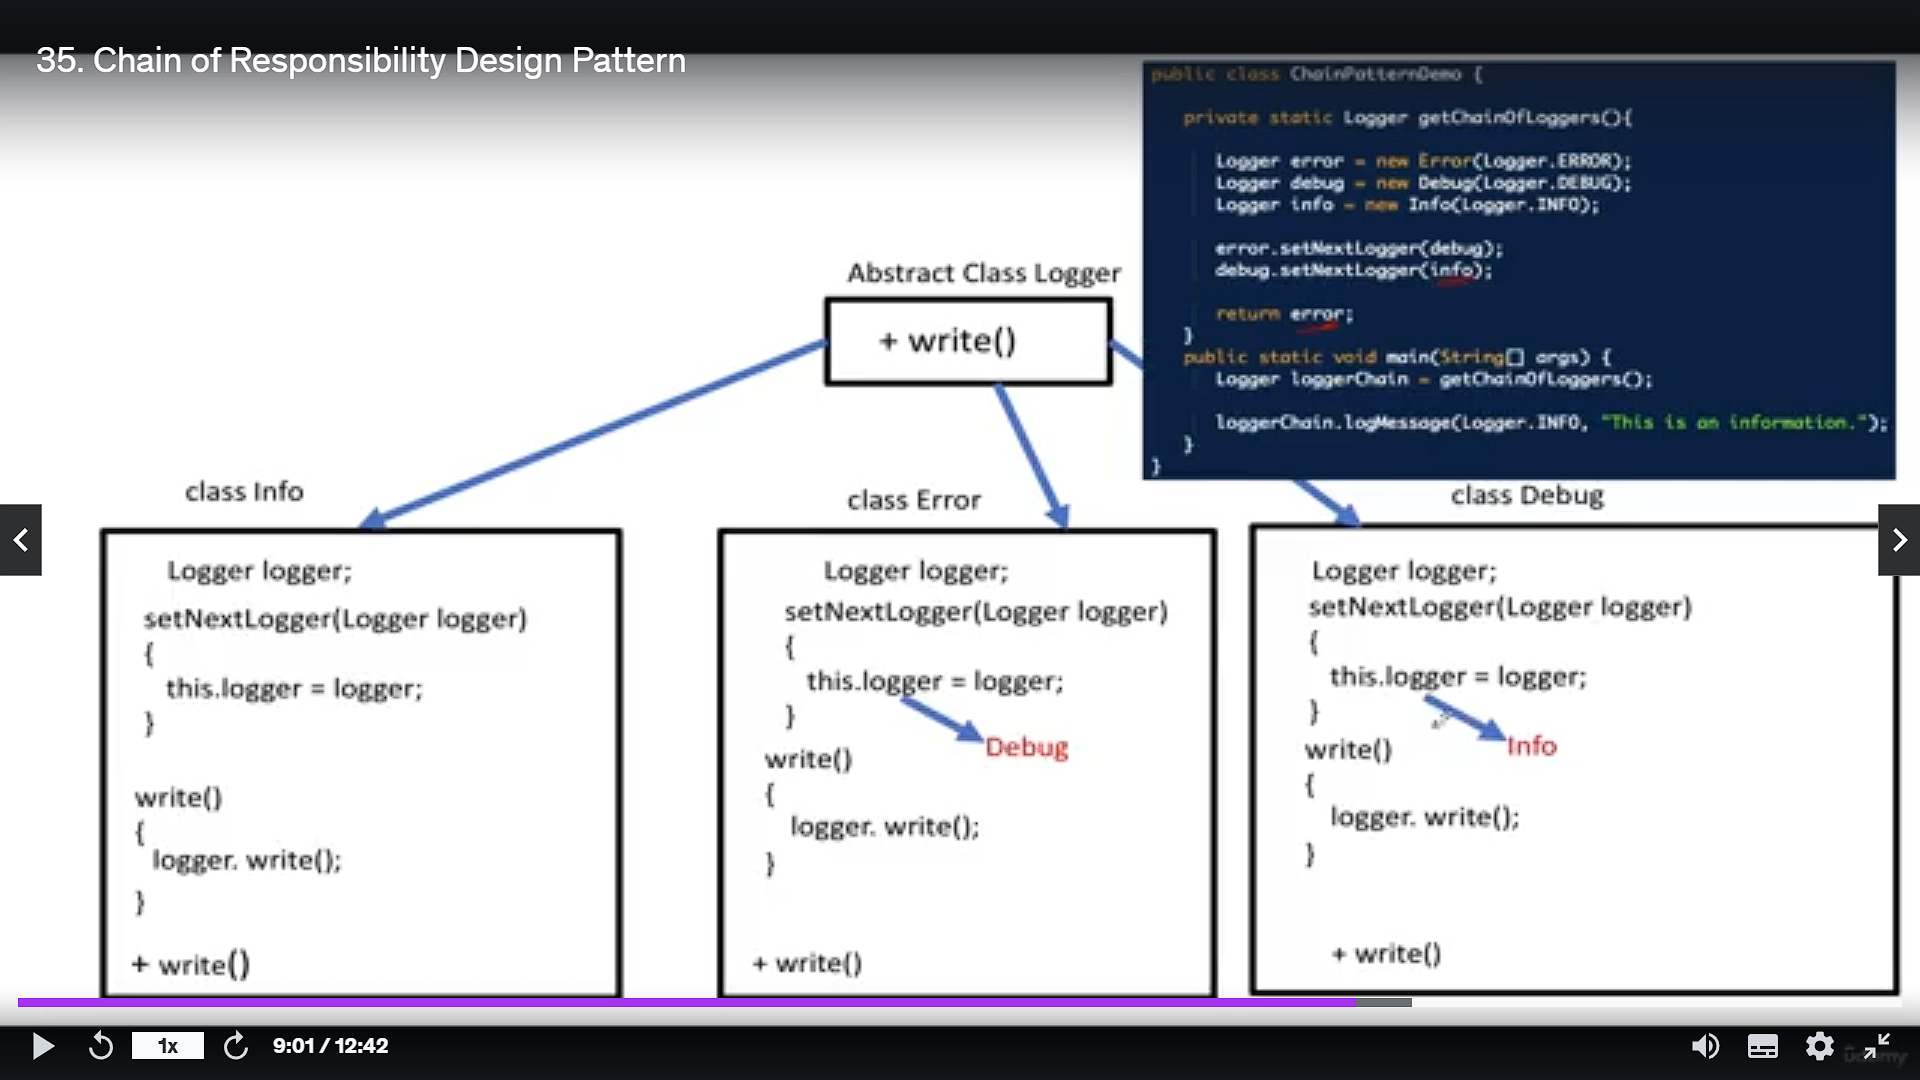 35. Chain of Responsibility Design Pattern
public class ChainPatternDemo {
private static Logger getChainOfLoggers(){
Logger error = new Error(Logger.ERROR);
Logger debug = new Debug(Logger.DEBUG);
Logger info = new Info(Logger.INFO);
error.setNextLogger(debug);
debug.setNextLogger(info);
return error;
}
public static void main(String[] args) {
Logger loggerChain = getChainOfLoggers();
loggerChain.logMessage(Logger.INFO, "This is an information.");
}
}
Abstract Class Logger
+ write()
class Info
Logger logger;
setNextLogger(Logger logger)
{
this.logger = logger;
}
write()
{
logger. write();
}
+ write()
class Error
Logger logger;
setNextLogger(Logger logger)
{
this.logger = logger;
}
Debug
write()
{
logger. write();
}
+ write()
class Debug
Logger logger;
setNextLogger(Logger logger)
{
this.logger = logger;
}
Info
write()
{
logger. write();
}
+ write()
1x
9:01 / 12:42
udemy